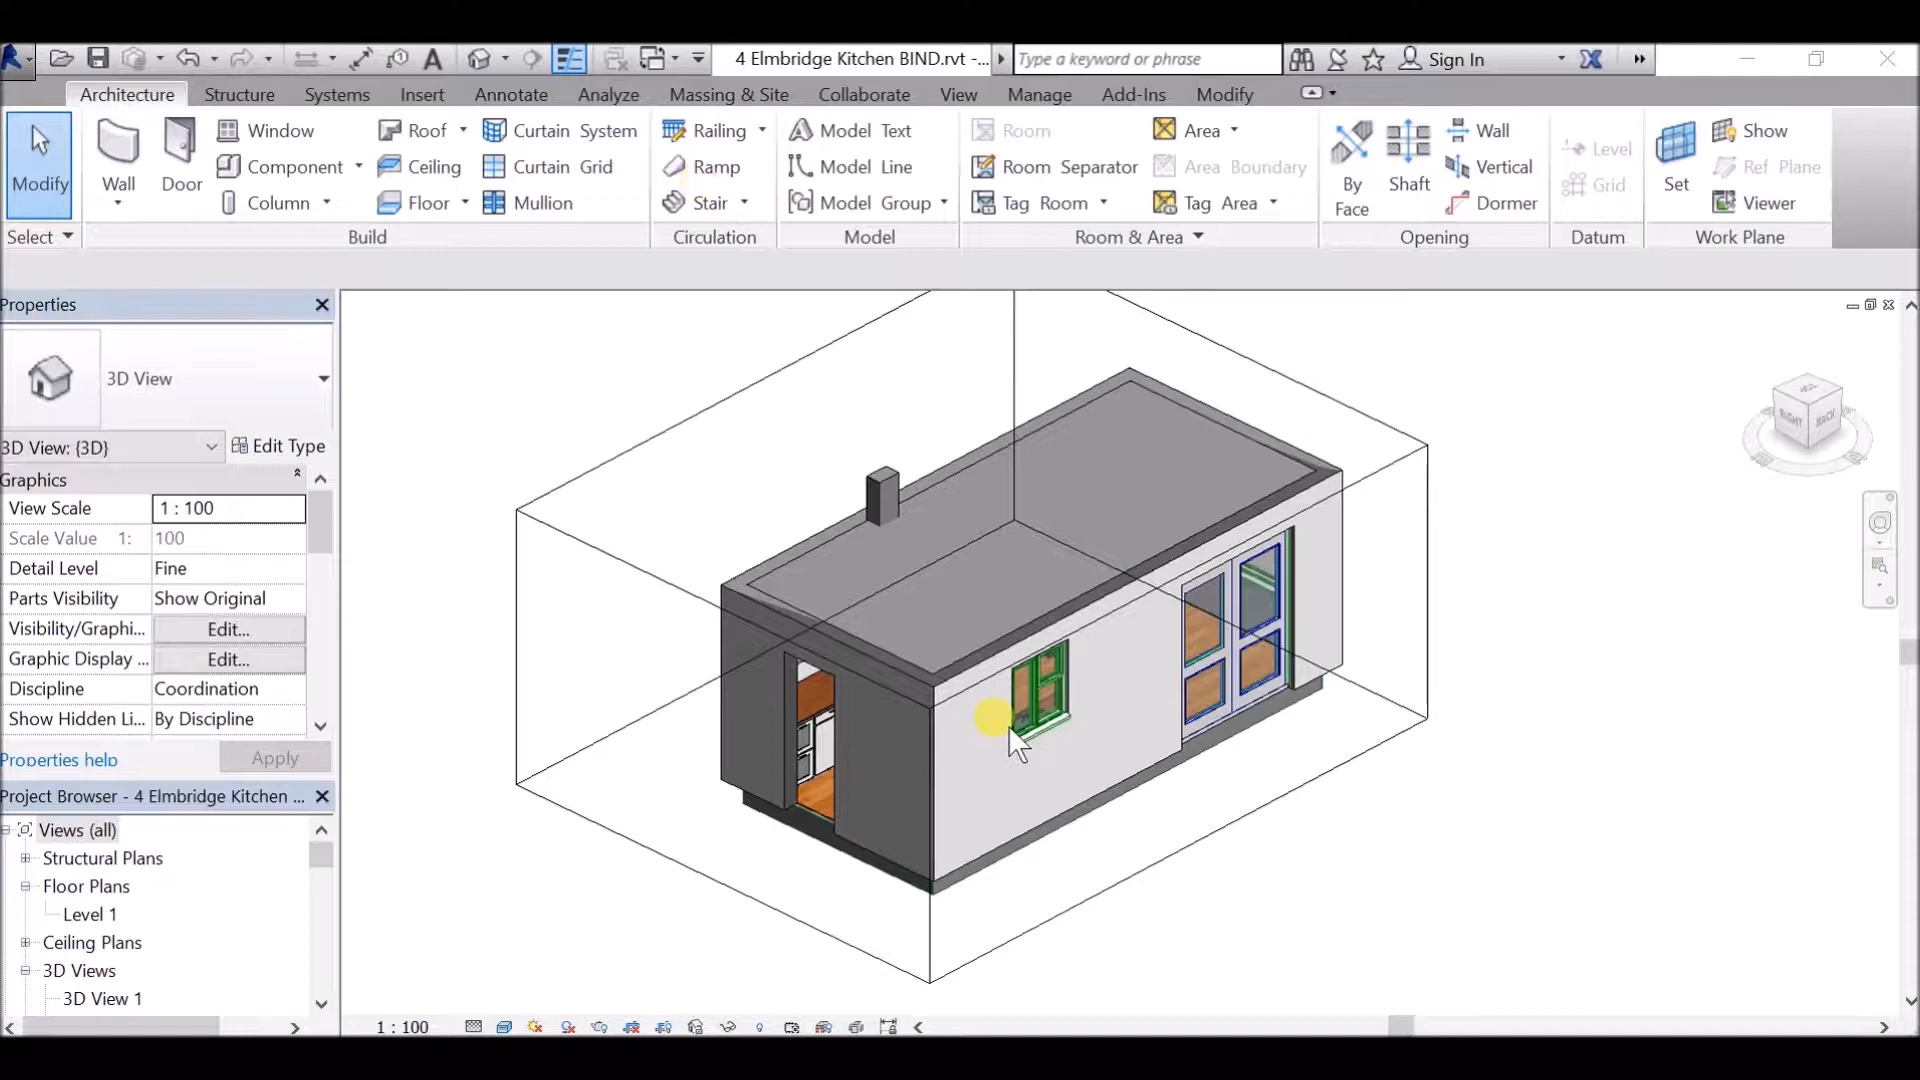 4 Elmbridge Kitchen BIND.rvt -...
Type a keyword or phrase
Sign In
Architecture Structure Systems Insert Annotate Analyze Massing & Site Collaborate View Manage Add-Ins Modify
Modify
Wall
Door
Window
Component
Column
Roof
Ceiling
Floor
Curtain System
Curtain Grid
Mullion
Railing
Ramp
Stair
Model Text
Model Line
Model Group
Room
Room Separator
Tag Room
Area
Area Boundary
Tag Area
By
Face
Shaft
Wall
Vertical
Dormer
Level
Grid
Set
Show
Ref Plane
Viewer
Select
Build
Circulation
Model
Room & Area
Opening
Datum
Work Plane
Properties
3D View
3D View: {3D}
Edit Type
Graphics
View Scale 1 : 100
Scale Value 1: 100
Detail Level Fine
Parts Visibility Show Original
Visibility/Graphi... Edit...
Graphic Display ... Edit...
Discipline Coordination
Show Hidden Li... By Discipline
Properties help
Apply
Project Browser - 4 Elmbridge Kitchen ...
Views (all)
Structural Plans
Floor Plans
Level 1
Ceiling Plans
3D Views
3D View 1
TOP
RIGHT
BACK
1 : 100